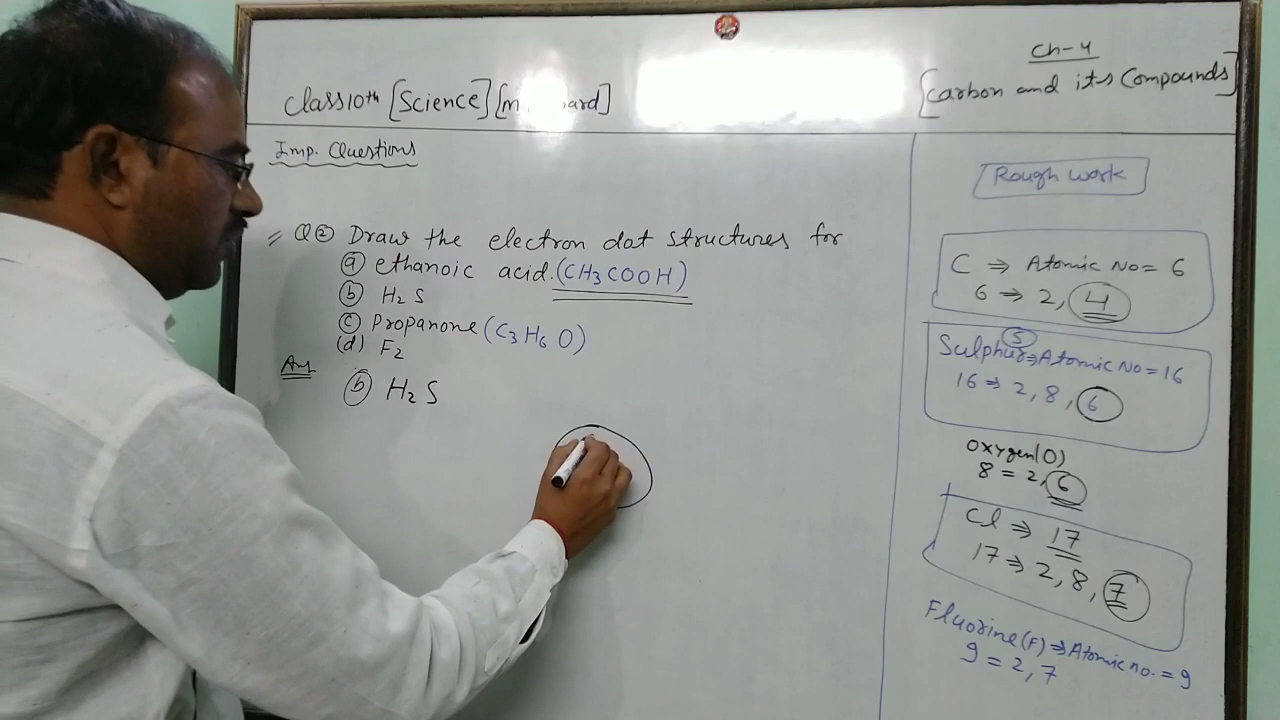 Class 10th [Science]
Ch-4
[Carbon and its Compounds]
Imp. Questions
Q② Draw the electron dot structures for
ⓐ ethanoic acid. (CH3COOH)
ⓑ H2S
ⓒ Propanone (C3H6O)
(d) F2
Ans
ⓑ H2S
Rough Work
C ⇒ Atomic No = 6
6 ⇒ 2, 4
S
Sulphur ⇒ Atomic No = 16
16 ⇒ 2, 8, 6
Oxygen(O)
8 = 2, 6
Cl ⇒ 17
17 ⇒ 2, 8, 7
Fluorine(F) ⇒ Atomic no. = 9
9 = 2, 7